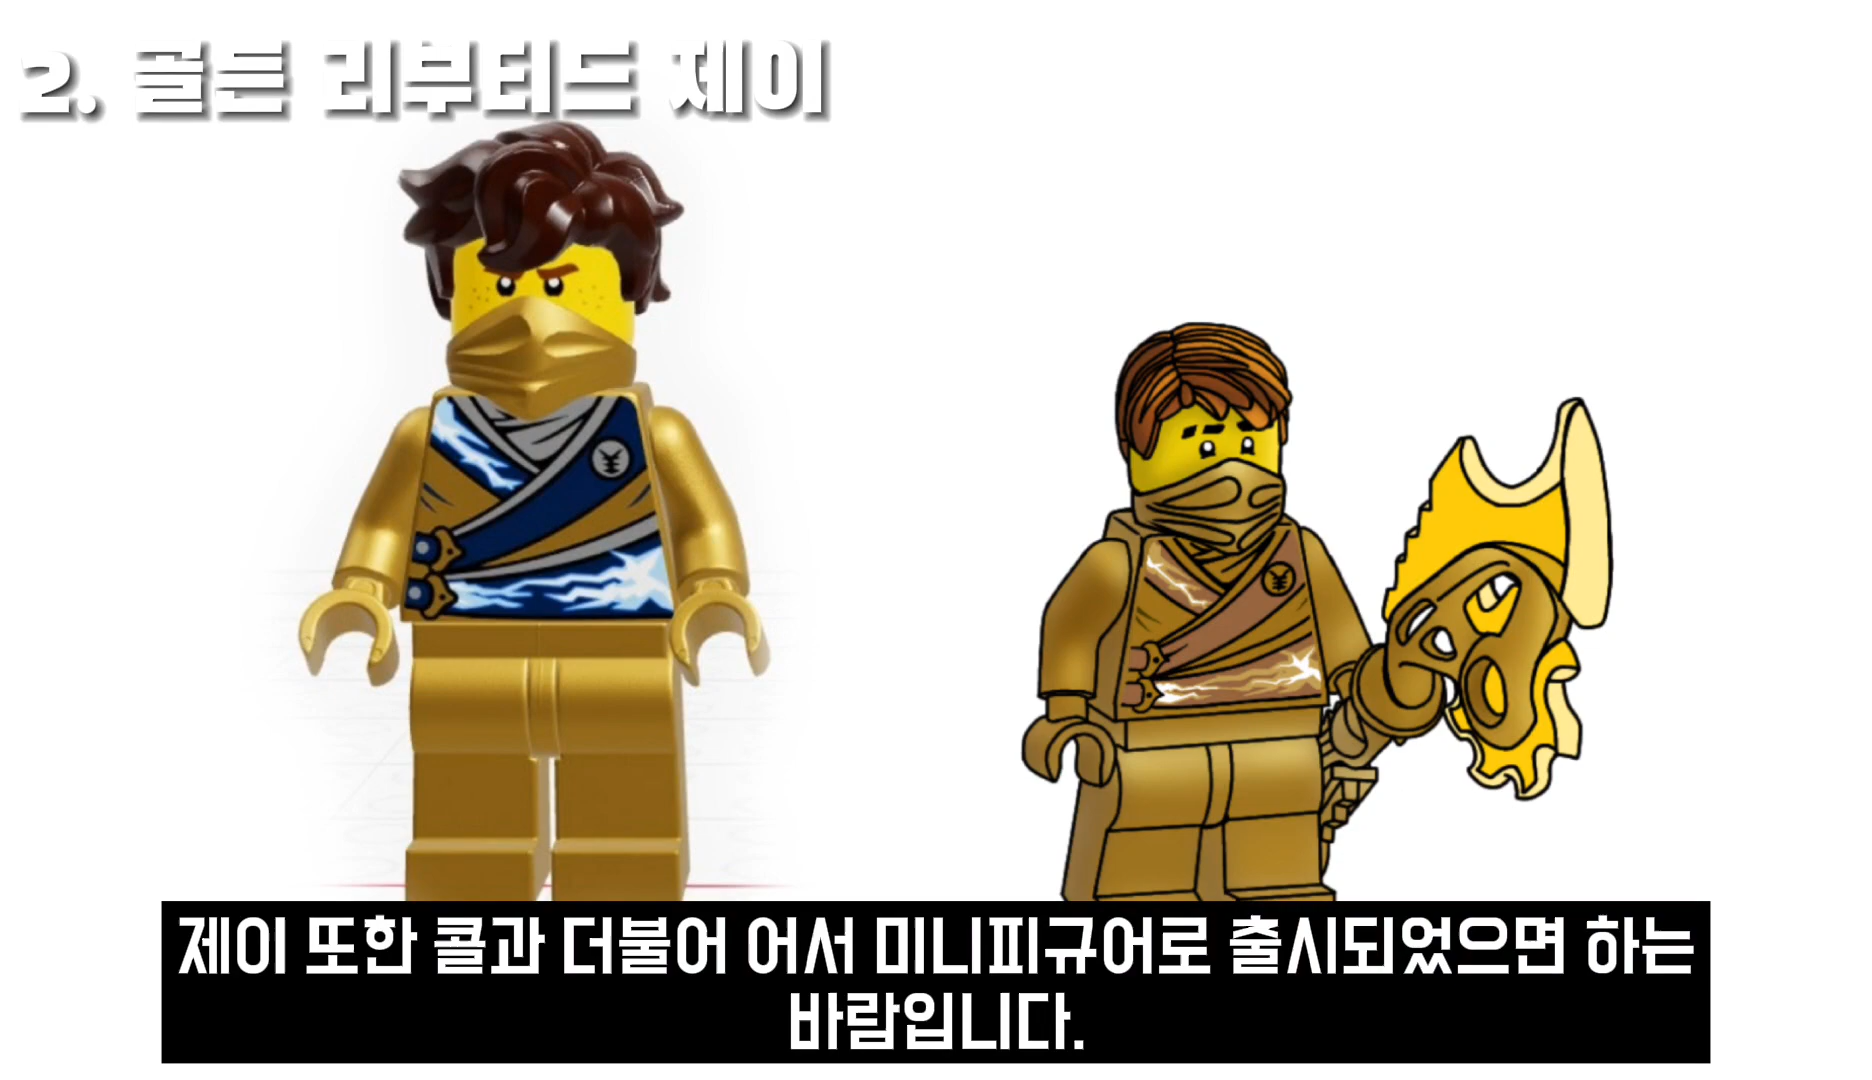 2. 골든 리부티드 제이
제이 또한 콜과 더불어 어서 미니피규어로 출시되었으면 하는
바람입니다.